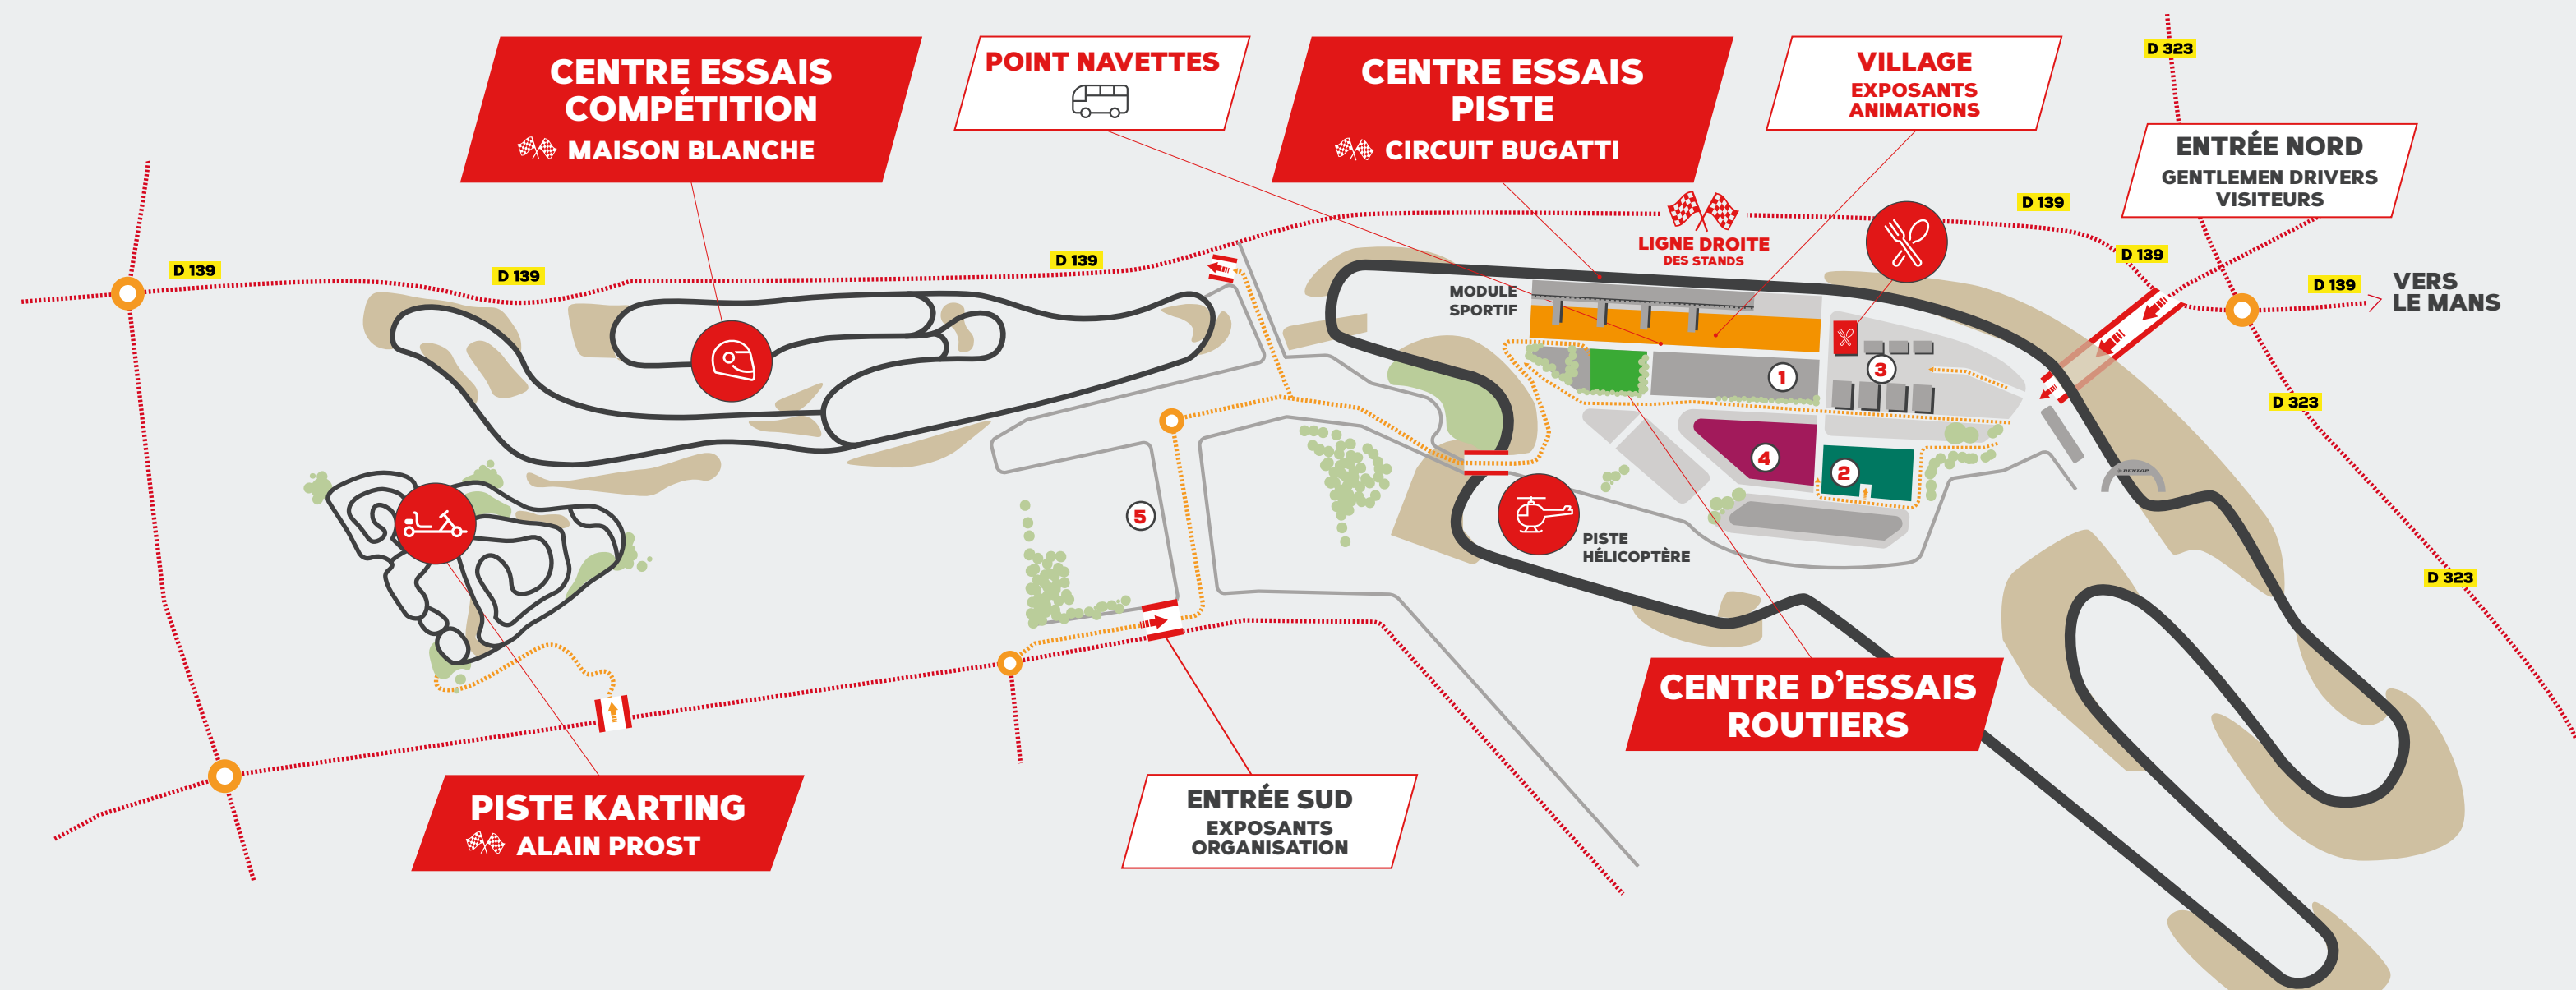 CENTRE ESSAIS
COMPÉTITION
MAISON BLANCHE
POINT NAVETTES
CENTRE ESSAIS
PISTE
CIRCUIT BUGATTI
VILLAGE
EXPOSANTS
ANIMATIONS
D 323
ENTRÉE NORD
GENTLEMEN DRIVERS
VISITEURS
D 139
D 139
D 139
D 139
D 139
D 139
VERS
LE MANS
LIGNE DROITE
DES STANDS
MODULE
SPORTIF
1
3
4
2
5
D 323
DUNLOP
PISTE
HÉLICOPTÈRE
D 323
CENTRE D’ESSAIS
ROUTIERS
PISTE KARTING
ALAIN PROST
ENTRÉE SUD
EXPOSANTS
ORGANISATION